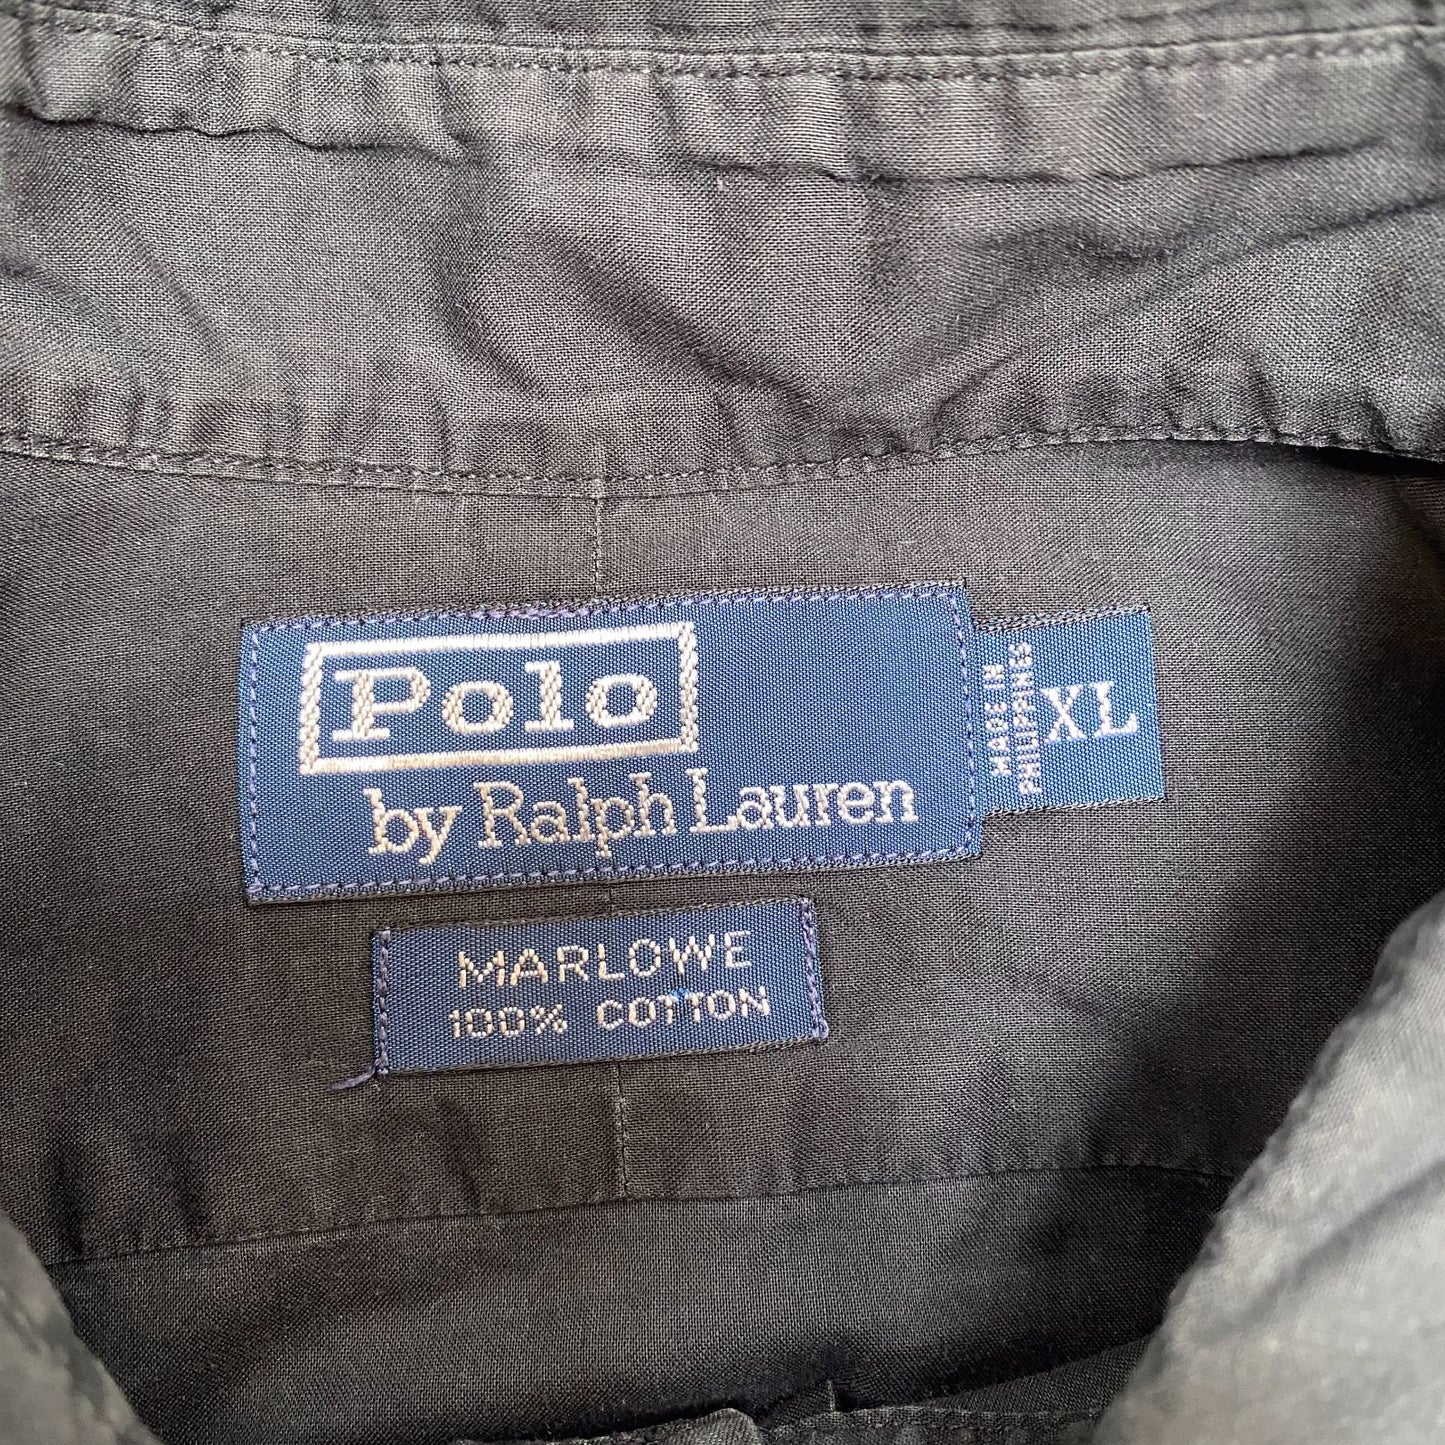 Polo
by Ralph Lauren
MADE IN
PHILIPPINES
XL
MARLOWE
100% COTTON